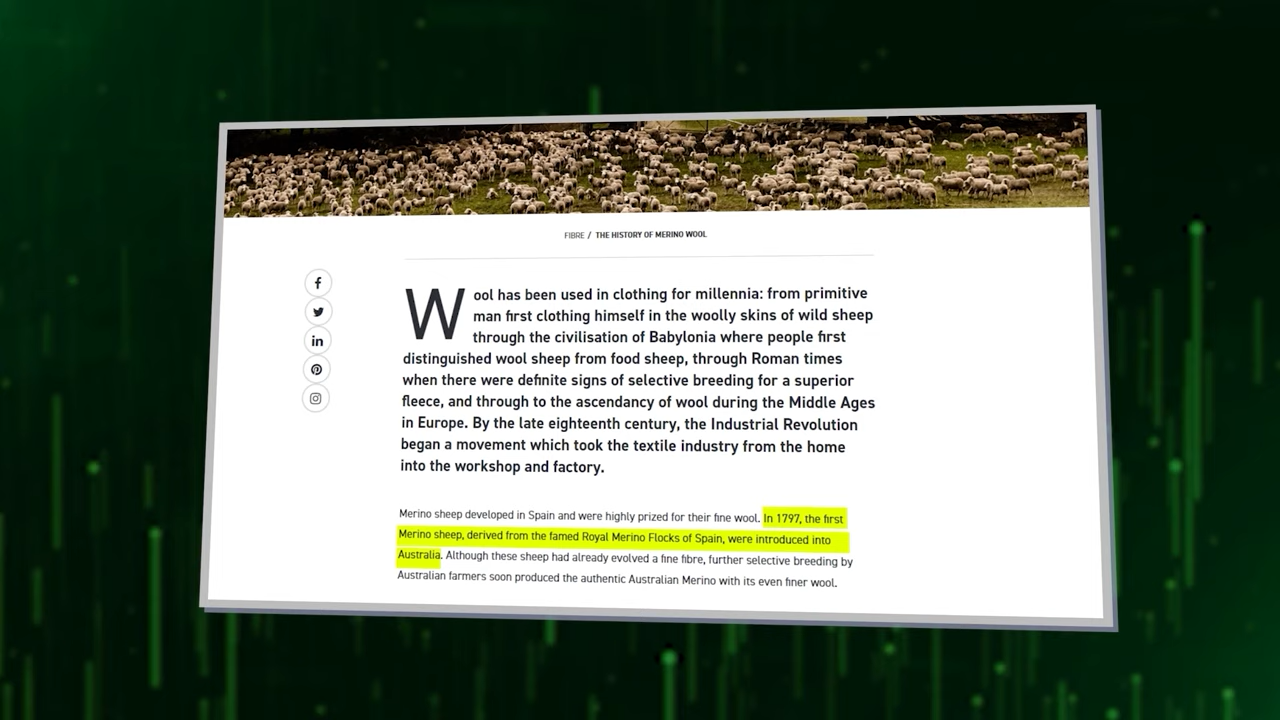 FIBRE / THE HISTORY OF MERINO WOOL
Wool has been used in clothing for millennia: from primitive
man first clothing himself in the woolly skins of wild sheep
through the civilisation of Babylonia where people first
distinguished wool sheep from food sheep, through Roman times
when there were definite signs of selective breeding for a superior
fleece, and through to the ascendancy of wool during the Middle Ages
in Europe. By the late eighteenth century, the Industrial Revolution
began a movement which took the textile industry from the home
into the workshop and factory.
Merino sheep developed in Spain and were highly prized for their fine wool. In 1797, the first
Merino sheep, derived from the famed Royal Merino Flocks of Spain, were introduced into
Australia. Although these sheep had already evolved a fine fibre, further selective breeding by
Australian farmers soon produced the authentic Australian Merino with its even finer wool.